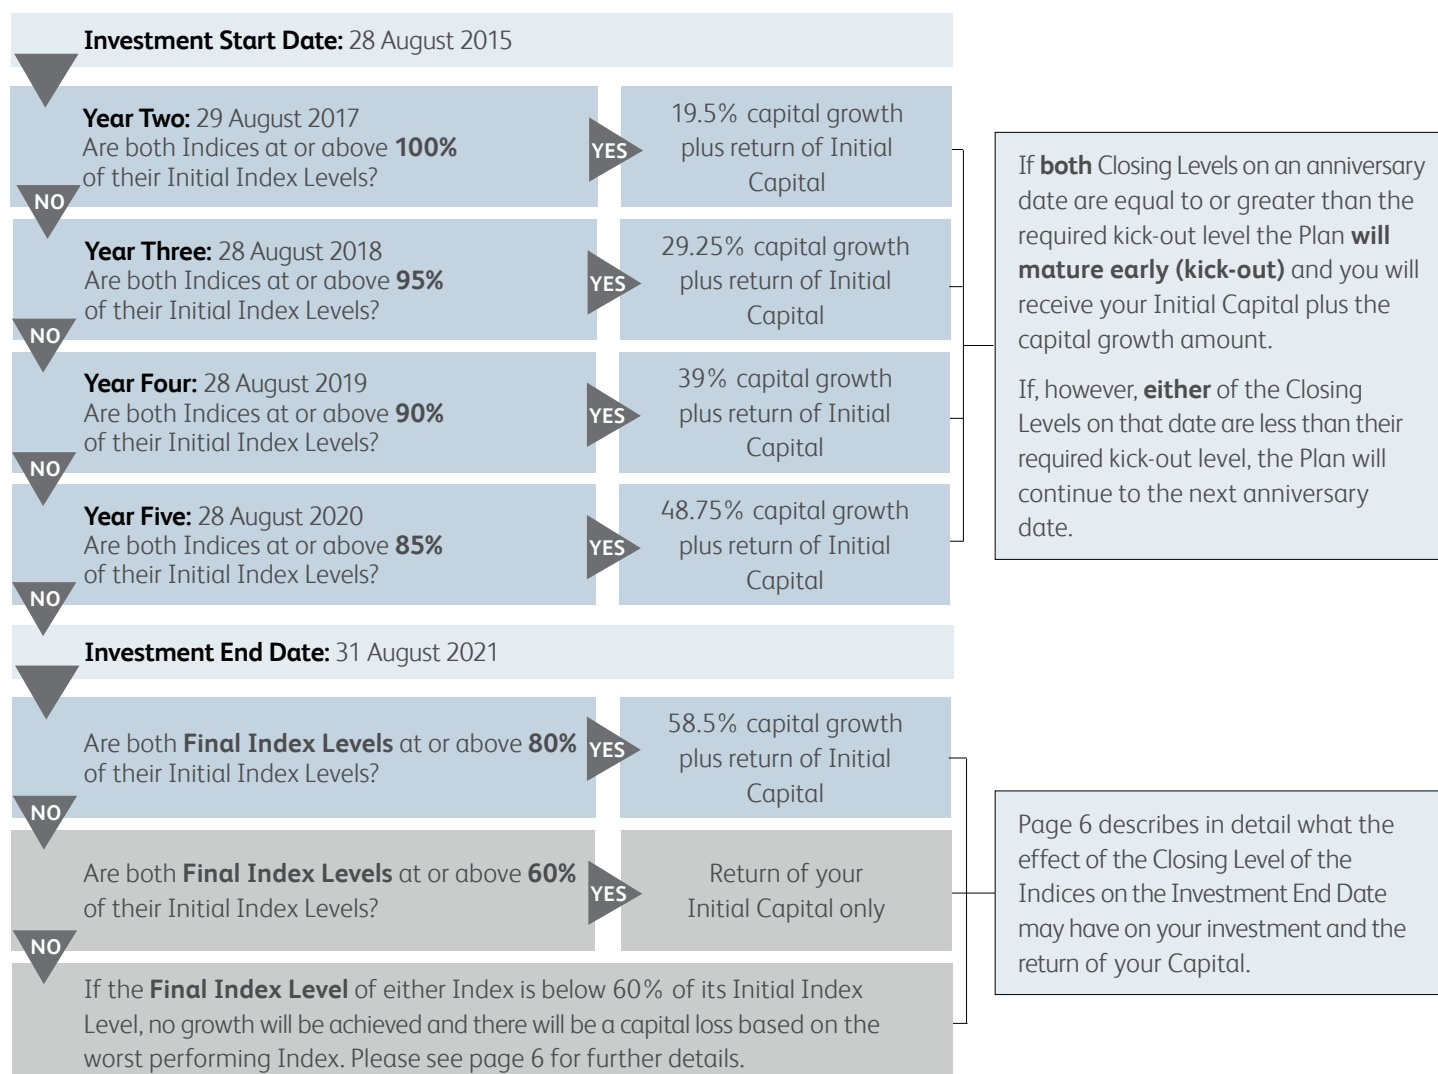 Investment Start Date: 28 August 2015
Year Two: 29 August 2017
Are both Indices at or above 100%
of their Initial Index Levels?
YES
19.5% capital growth
plus return of Initial
Capital
NO
Year Three: 28 August 2018
Are both Indices at or above 95%
of their Initial Index Levels?
YES
29.25% capital growth
plus return of Initial
Capital
NO
Year Four: 28 August 2019
Are both Indices at or above 90%
of their Initial Index Levels?
YES
39% capital growth
plus return of Initial
Capital
NO
Year Five: 28 August 2020
Are both Indices at or above 85%
of their Initial Index Levels?
YES
48.75% capital growth
plus return of Initial
Capital
NO
If both Closing Levels on an anniversary
date are equal to or greater than the
required kick-out level the Plan will
mature early (kick-out) and you will
receive your Initial Capital plus the
capital growth amount.
If, however, either of the Closing
Levels on that date are less than their
required kick-out level, the Plan will
continue to the next anniversary
date.
Investment End Date: 31 August 2021
Are both Final Index Levels at or above 80%
of their Initial Index Levels?
YES
58.5% capital growth
plus return of Initial
Capital
NO
Are both Final Index Levels at or above 60%
of their Initial Index Levels?
YES
Return of your
Initial Capital only
NO
If the Final Index Level of either Index is below 60% of its Initial Index
Level, no growth will be achieved and there will be a capital loss based on the
worst performing Index. Please see page 6 for further details.
Page 6 describes in detail what the
effect of the Closing Level of the
Indices on the Investment End Date
may have on your investment and the
return of your Capital.